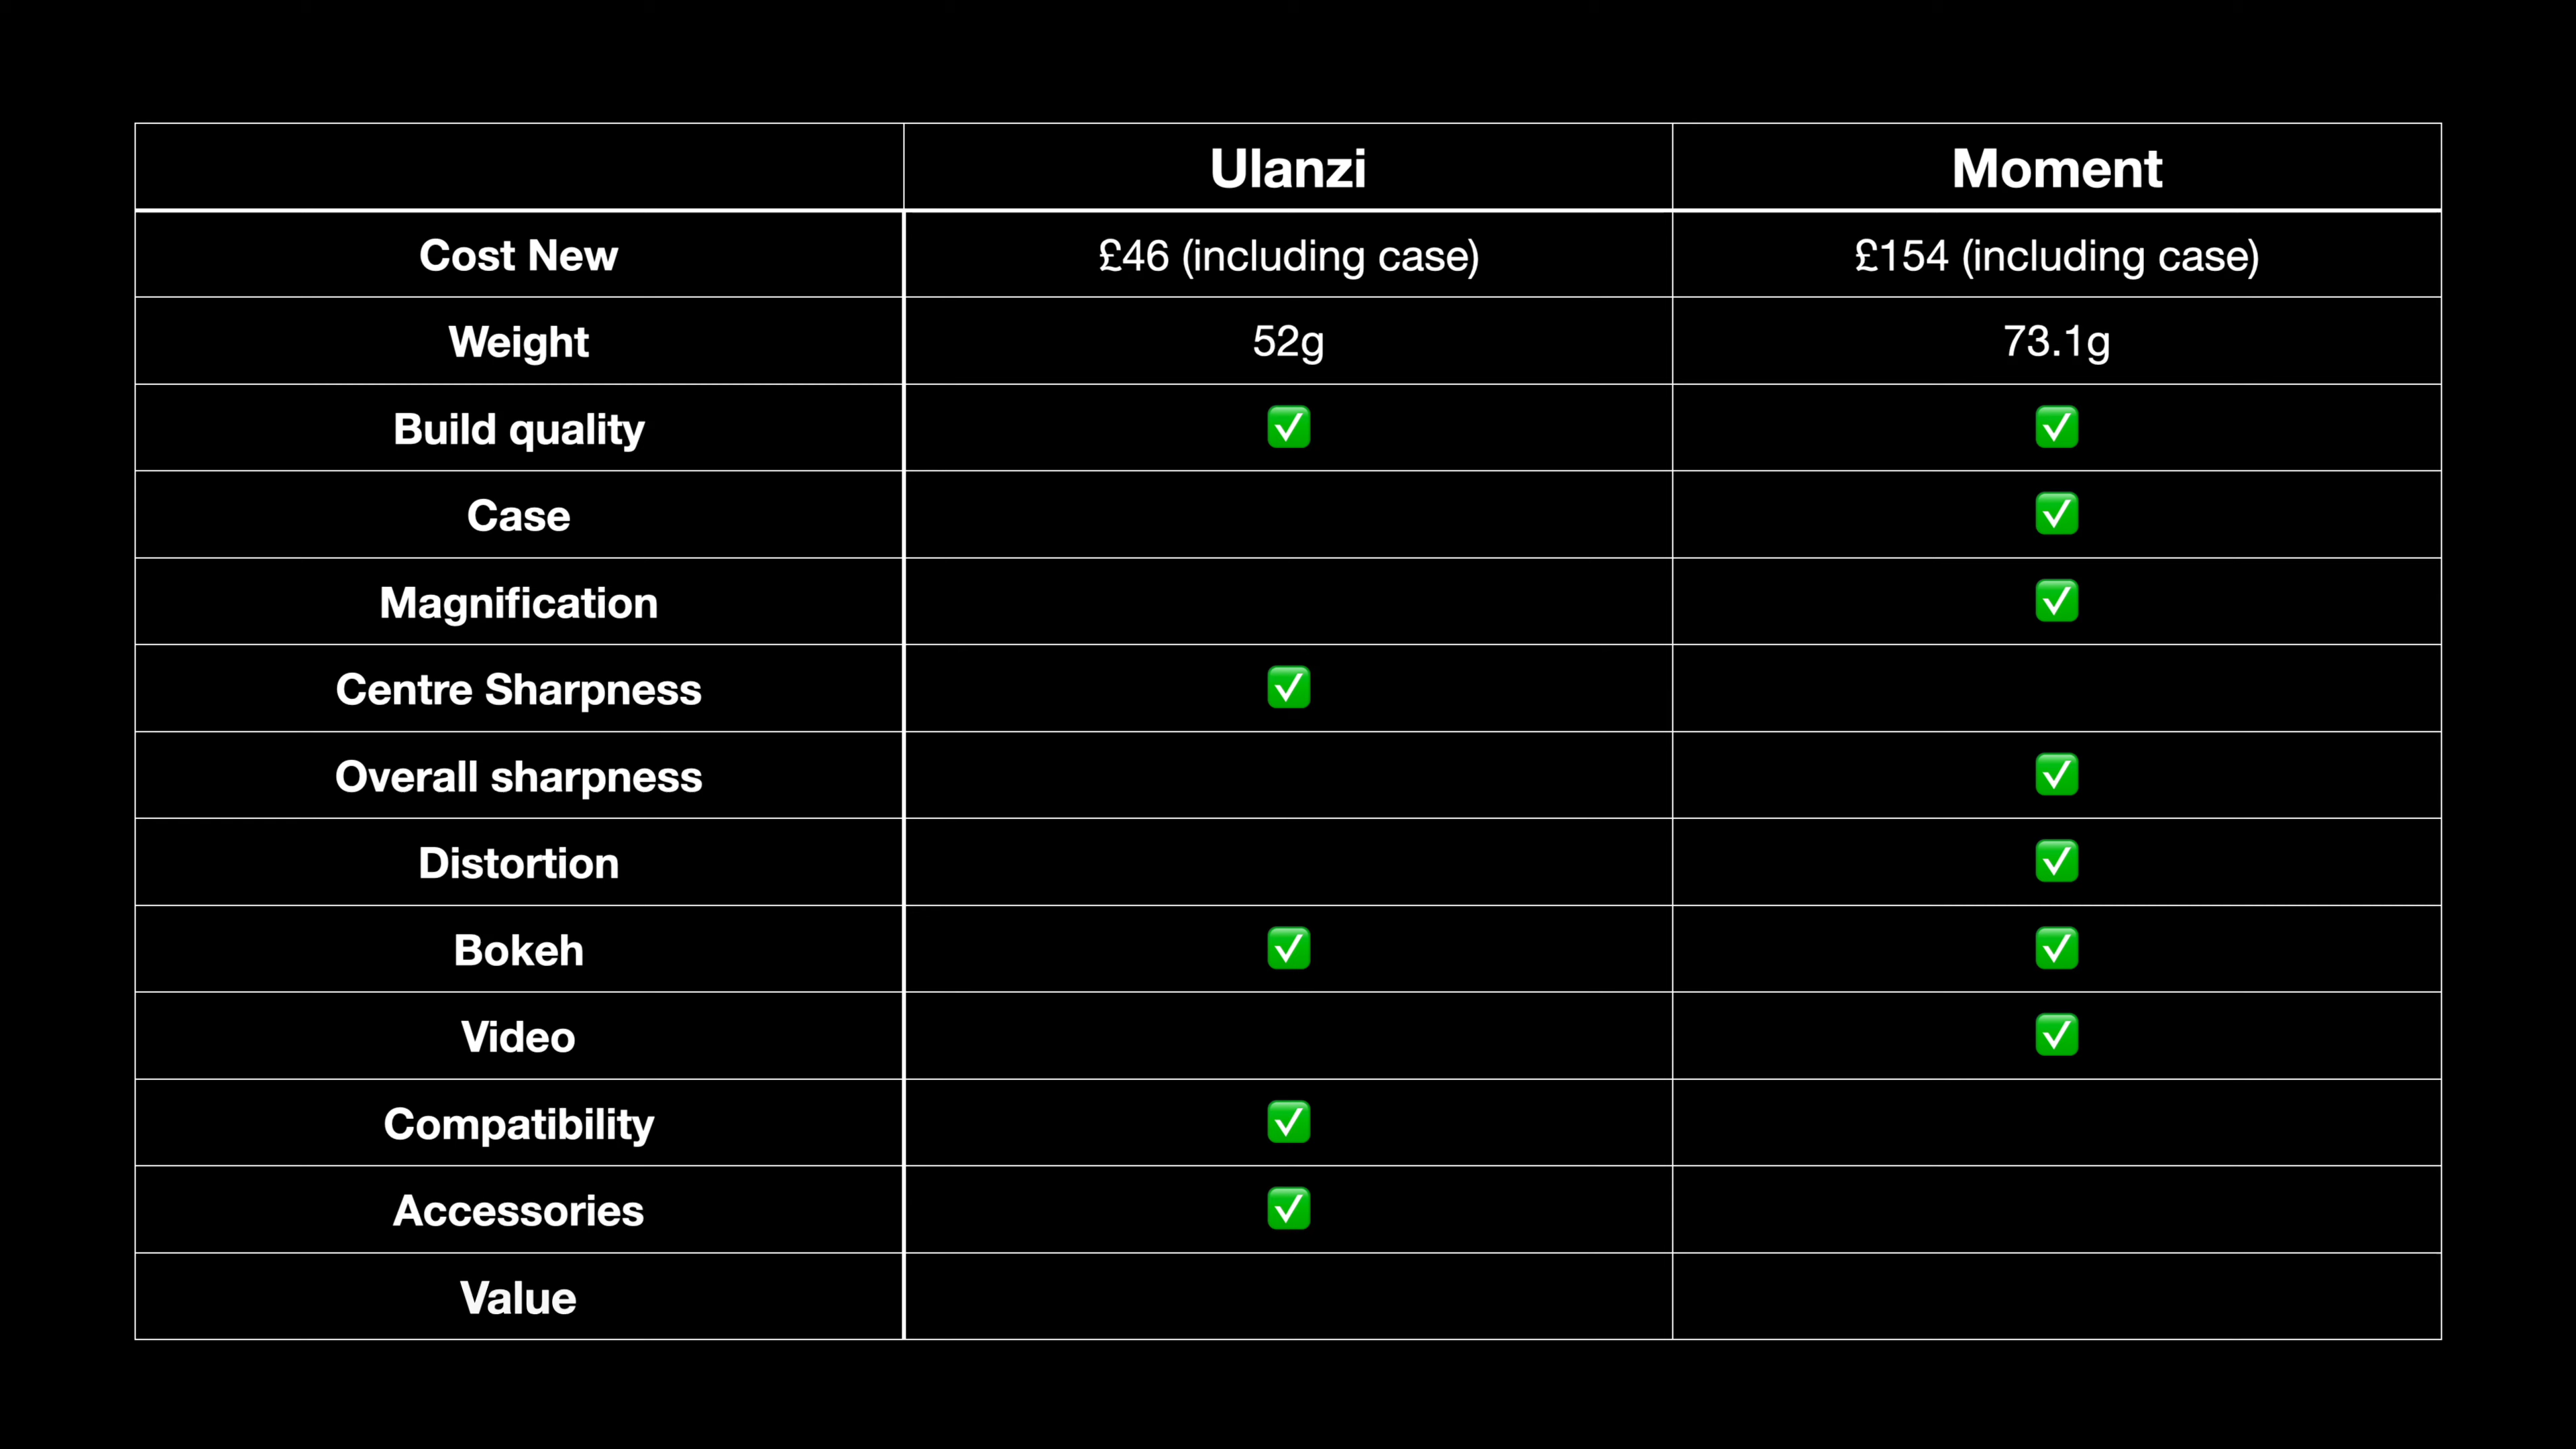 Ulanzi Moment
Cost New £46 (including case) £154 (including case)
Weight 52g 73.1g
Build quality ✅ ✅
Case ✅
Magnification ✅
Centre Sharpness ✅
Overall sharpness ✅
Distortion ✅
Bokeh ✅ ✅
Video ✅
Compatibility ✅
Accessories ✅
Value